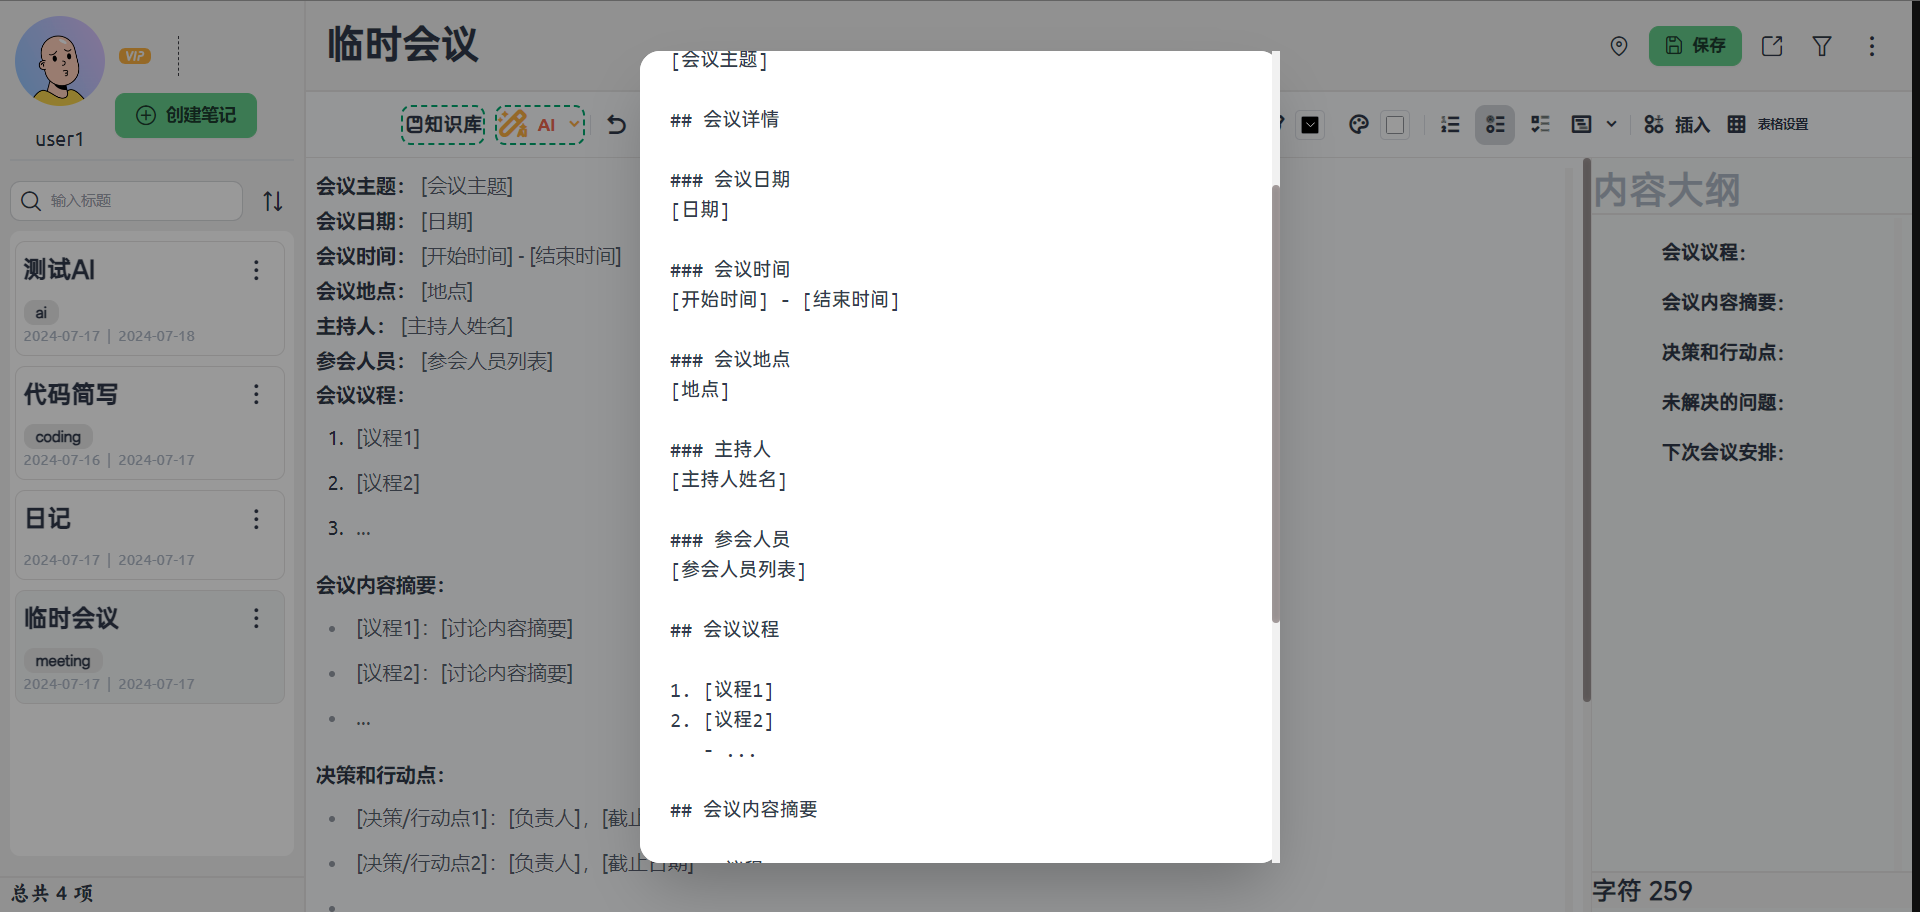 VIP
创建笔记
user1
输入标题
测试AI
ai
2024-07-17 | 2024-07-18
代码简写
coding
2024-07-16 | 2024-07-17
日记
2024-07-17 | 2024-07-17
临时会议
meeting
2024-07-17 | 2024-07-17
总共 4 项
临时会议
保存
知识库
AI
插入
表格设置
会议主题： [会议主题]
会议日期： [日期]
会议时间： [开始时间] - [结束时间]
会议地点： [地点]
主持人： [主持人姓名]
参会人员： [参会人员列表]
会议议程：
1. [议程1]
2. [议程2]
3. ...
会议内容摘要：
• [议程1]：[讨论内容摘要]
• [议程2]：[讨论内容摘要]
• ...
决策和行动点：
• [决策/行动点1]：[负责人]，[截止
• [决策/行动点2]：[负责人]，[截止日期]
[会议主题]
## 会议详情
### 会议日期
[日期]
### 会议时间
[开始时间] - [结束时间]
### 会议地点
[地点]
### 主持人
[主持人姓名]
### 参会人员
[参会人员列表]
## 会议议程
1. [议程1]
2. [议程2]
- ...
## 会议内容摘要
内容大纲
会议议程：
会议内容摘要：
决策和行动点：
未解决的问题：
下次会议安排：
字符 259